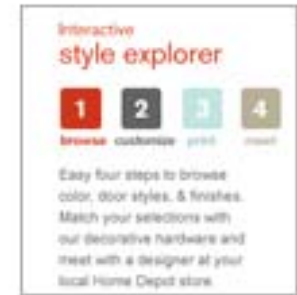 Interactive
style explorer
1 2 3 4
browse customize print meet
Easy four steps to browse
color, door styles, & finishes.
Match your selections with
our decorative hardware and
meet with a designer at your
local Home Depot store.